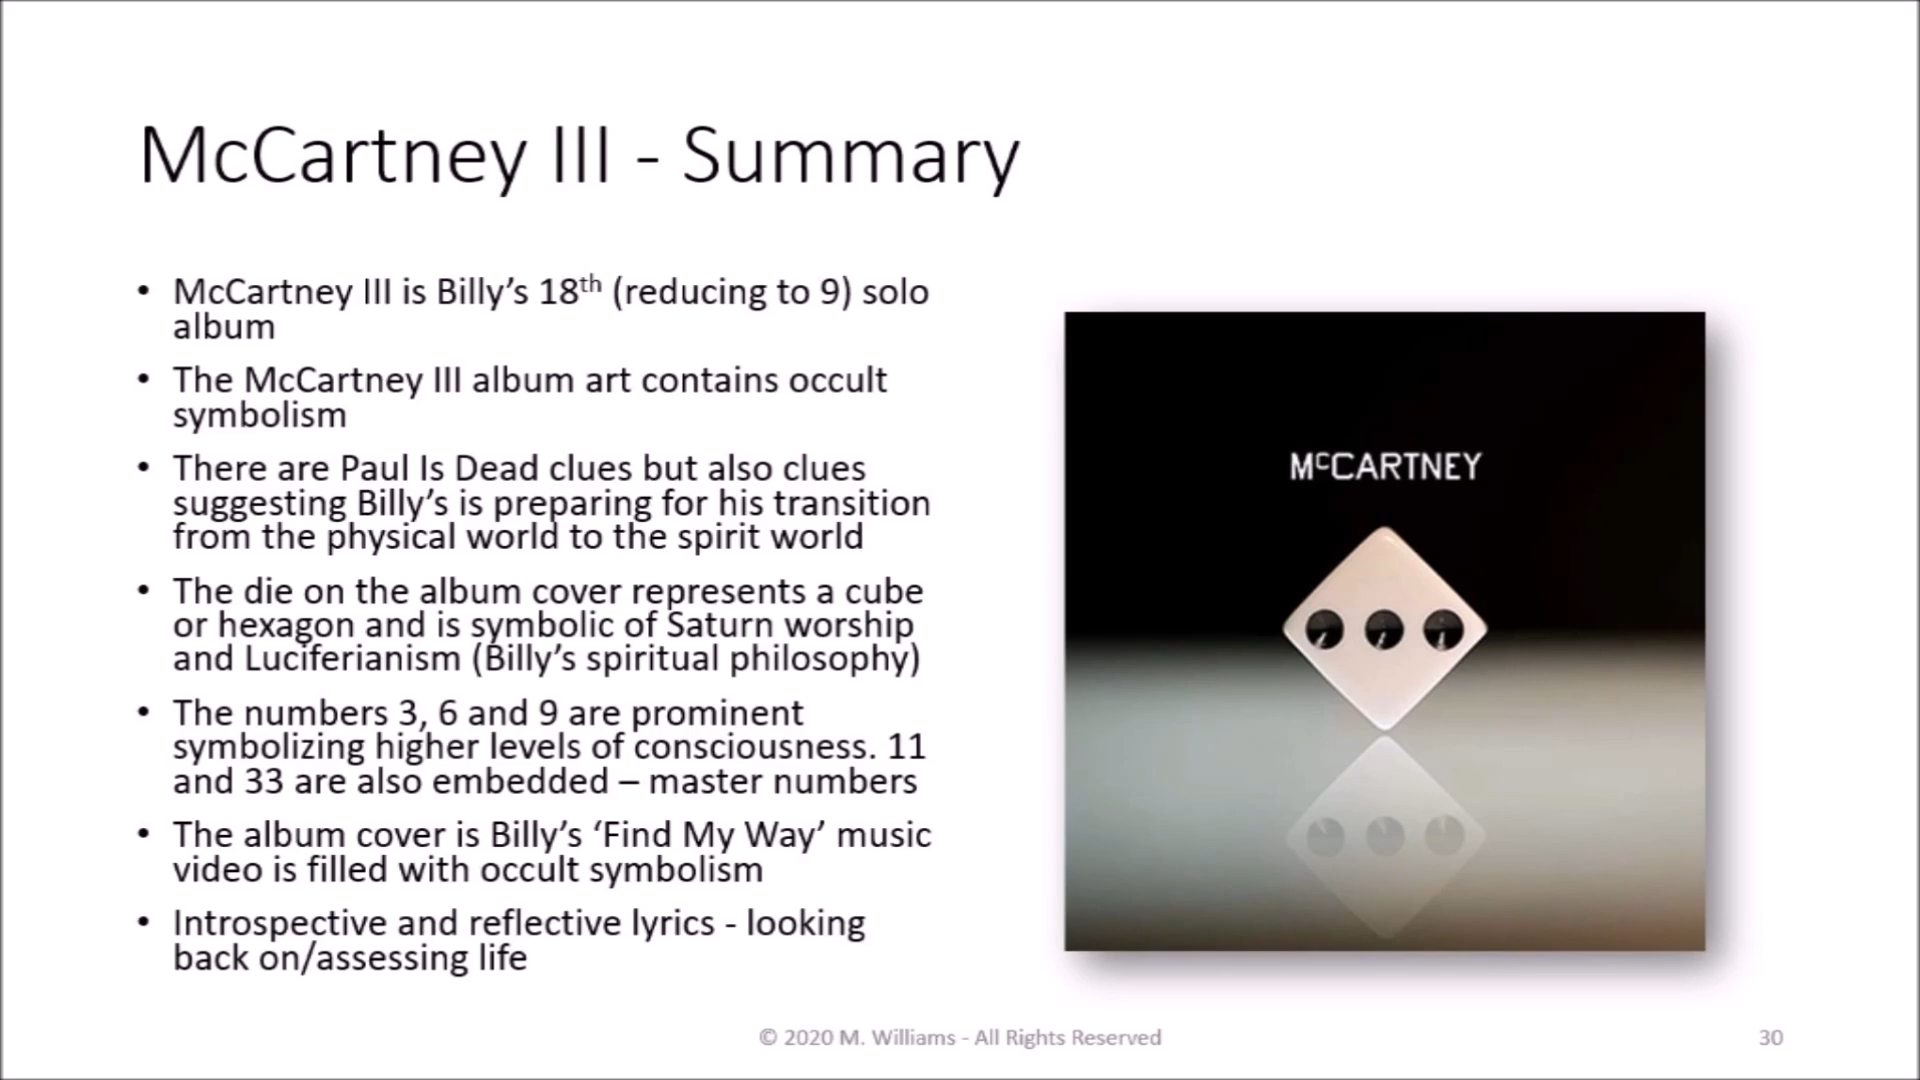 McCartney III - Summary
• McCartney III is Billy’s 18th (reducing to 9) solo
album
• The McCartney III album art contains occult
symbolism
• There are Paul Is Dead clues but also clues
suggesting Billy’s is preparing for his transition
from the physical world to the spirit world
• The die on the album cover represents a cube
or hexagon and is symbolic of Saturn worship
and Luciferianism (Billy’s spiritual philosophy)
• The numbers 3, 6 and 9 are prominent
symbolizing higher levels of consciousness. 11
and 33 are also embedded – master numbers
• The album cover is Billy’s ‘Find My Way’ music
video is filled with occult symbolism
• Introspective and reflective lyrics - looking
back on/assessing life
McCARTNEY
© 2020 M. Williams - All Rights Reserved
30